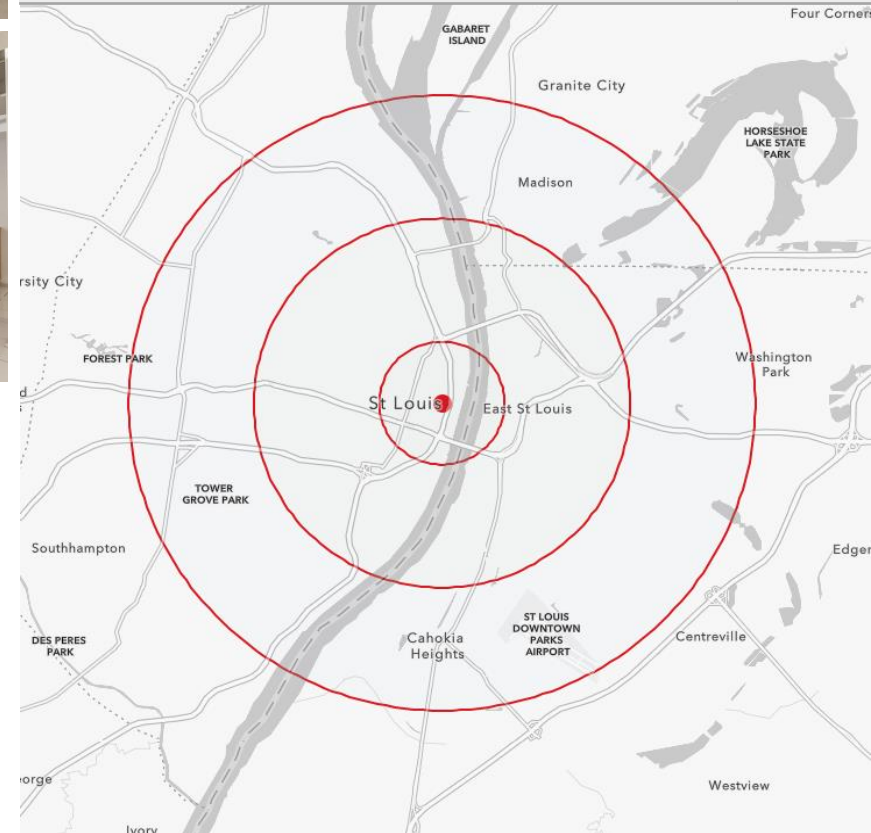 Four Corners
GABARET
ISLAND
Granite City
HORSESHOE
LAKE STATE
PARK
Madison
rsity City
FOREST PARK
Washington
Park
St Louis
East St Louis
TOWER
GROVE PARK
Southhampton
Edger
ST LOUIS
DOWNTOWN
PARKS
AIRPORT
DES PERES
PARK
Cahokia
Heights
Centreville
eorge
Westview
Ivory